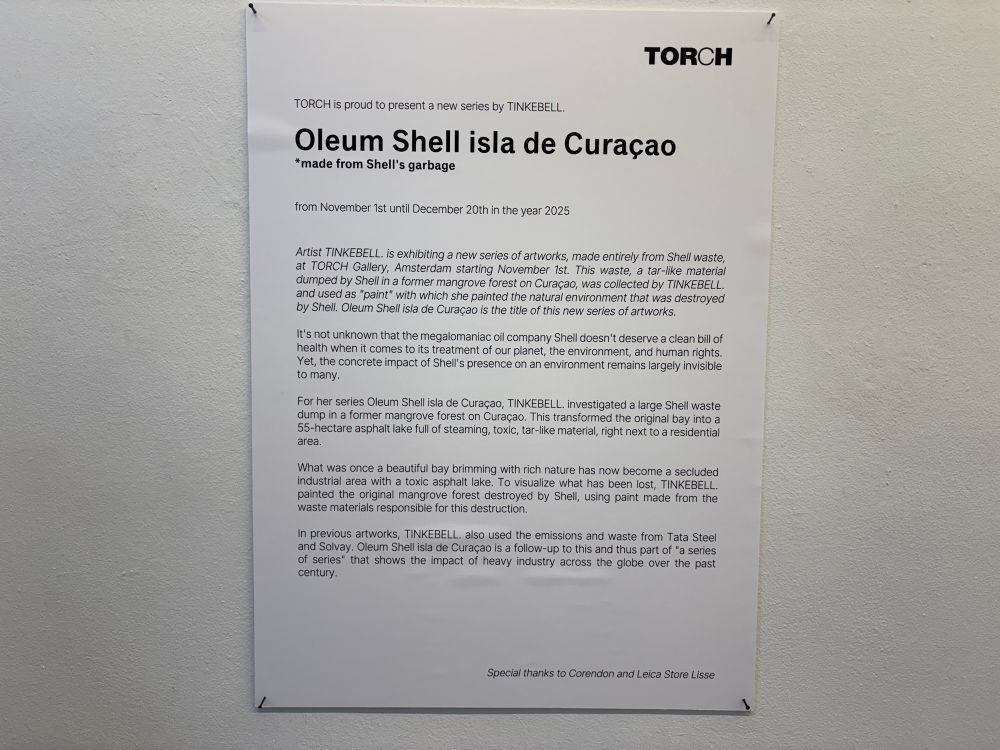 TORCH
TORCH is proud to present a new series by TINKEBELL.
Oleum Shell isla de Curaçao
*made from Shell's garbage
from November 1st until December 20th in the year 2025
Artist TINKEBELL. is exhibiting a new series of artworks, made entirely from Shell waste,
at TORCH Gallery, Amsterdam starting November 1st. This waste, a tar-like material
dumped by Shell in a former mangrove forest on Curaçao, was collected by TINKEBELL.
and used as "paint" with which she painted the natural environment that was destroyed
by Shell. Oleum Shell isla de Curaçao is the title of this new series of artworks.
It's not unknown that the megalomaniac oil company Shell doesn't deserve a clean bill of
health when it comes to its treatment of our planet, the environment, and human rights.
Yet, the concrete impact of Shell's presence on an environment remains largely invisible
to many.
For her series Oleum Shell isla de Curaçao, TINKEBELL. investigated a large Shell waste
dump in a former mangrove forest on Curaçao. This transformed the original bay into a
55-hectare asphalt lake full of steaming, toxic, tar-like material, right next to a residential
area.
What was once a beautiful bay brimming with rich nature has now become a secluded
industrial area with a toxic asphalt lake. To visualize what has been lost, TINKEBELL.
painted the original mangrove forest destroyed by Shell, using paint made from the
waste materials responsible for this destruction.
In previous artworks, TINKEBELL. also used the emissions and waste from Tata Steel
and Solvay. Oleum Shell isla de Curaçao is a follow-up to this and thus part of "a series
of series" that shows the impact of heavy industry across the globe over the past
century.
Special thanks to Corendon and Leica Store Lisse